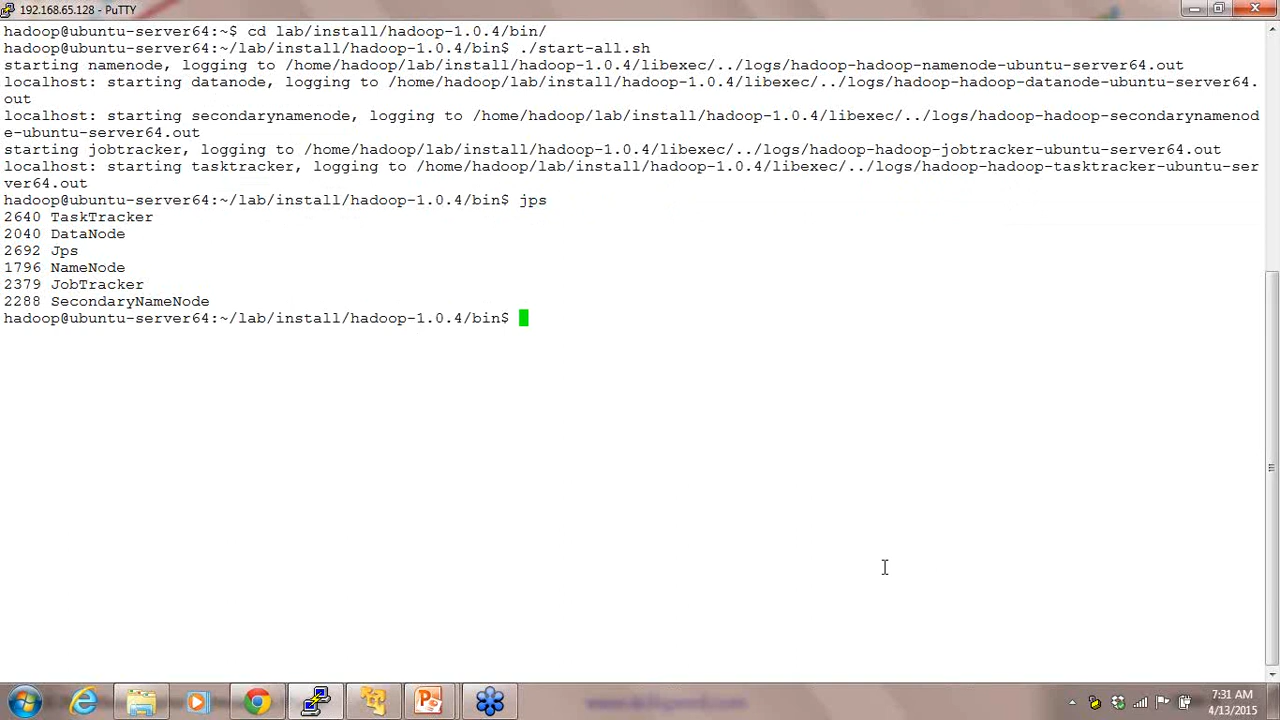 192.168.65.128 - PuTTY
hadoop@ubuntu-server64:~$ cd lab/install/hadoop-1.0.4/bin/
hadoop@ubuntu-server64:~/lab/install/hadoop-1.0.4/bin$ ./start-all.sh
starting namenode, logging to /home/hadoop/lab/install/hadoop-1.0.4/libexec/../logs/hadoop-hadoop-namenode-ubuntu-server64.out
localhost: starting datanode, logging to /home/hadoop/lab/install/hadoop-1.0.4/libexec/../logs/hadoop-hadoop-datanode-ubuntu-server64.
out
localhost: starting secondarynamenode, logging to /home/hadoop/lab/install/hadoop-1.0.4/libexec/../logs/hadoop-hadoop-secondarynamenod
e-ubuntu-server64.out
starting jobtracker, logging to /home/hadoop/lab/install/hadoop-1.0.4/libexec/../logs/hadoop-hadoop-jobtracker-ubuntu-server64.out
localhost: starting tasktracker, logging to /home/hadoop/lab/install/hadoop-1.0.4/libexec/../logs/hadoop-hadoop-tasktracker-ubuntu-ser
ver64.out
hadoop@ubuntu-server64:~/lab/install/hadoop-1.0.4/bin$ jps
2640 TaskTracker
2040 DataNode
2692 Jps
1796 NameNode
2379 JobTracker
2288 SecondaryNameNode
hadoop@ubuntu-server64:~/lab/install/hadoop-1.0.4/bin$
7:31 AM
4/13/2015